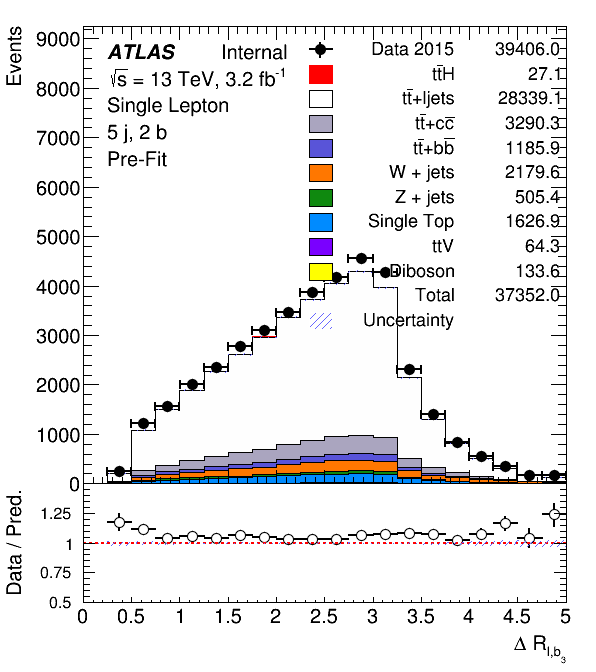 Events
9000
8000
7000
6000
5000
4000
3000
2000
1000
0
ATLAS Internal
√s = 13 TeV, 3.2 fb⁻¹
Single Lepton
5 j, 2 b
Pre-Fit
Data 2015 39406.0
tt̄H 27.1
tt̄+ljets 28339.1
tt̄+cc̄ 3290.3
tt̄+bb̄ 1185.9
W + jets 2179.6
Z + jets 505.4
Single Top 1626.9
ttV 64.3
Diboson 133.6
Total 37352.0
Uncertainty
Data / Pred.
1.25
1
0.75
0.5
0 0.5 1 1.5 2 2.5 3 3.5 4 4.5 5
Δ R_{l,b_3}